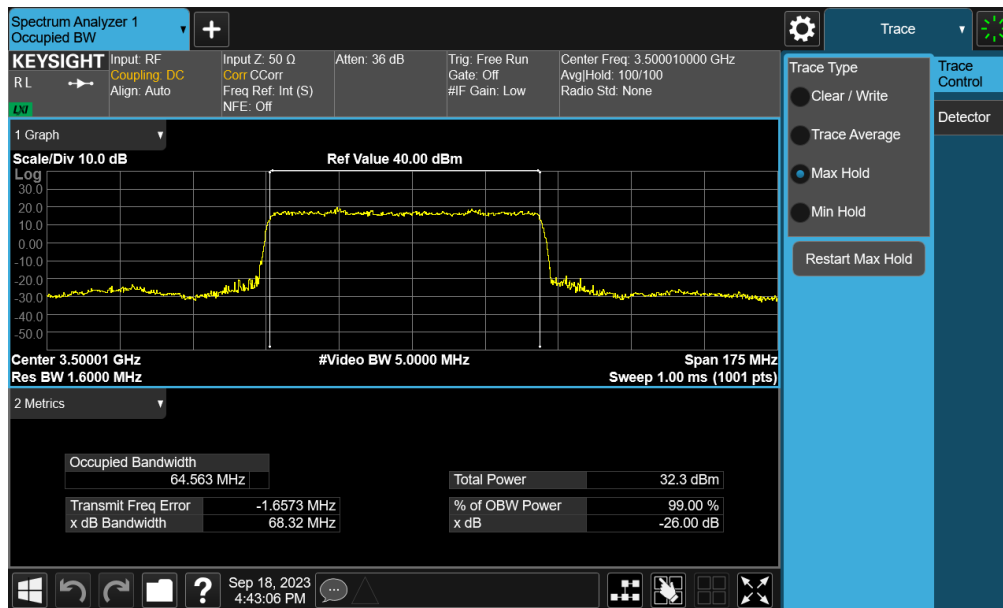 Spectrum Analyzer 1
Occupied BW
+
Trace
KEYSIGHT
R L
LXI
Input: RF
Coupling: DC
Align: Auto
Input Z: 50 Ω
Corr CCorr
Freq Ref: Int (S)
NFE: Off
Atten: 36 dB
Trig: Free Run
Gate: Off
#IF Gain: Low
Center Freq: 3.500010000 GHz
Avg|Hold: 100/100
Radio Std: None
Trace Type
Clear / Write
Trace Average
Max Hold
Min Hold
Restart Max Hold
Trace
Control
Detector
1 Graph
Scale/Div 10.0 dB
Ref Value 40.00 dBm
Log
30.0
20.0
10.0
0.00
-10.0
-20.0
-30.0
-40.0
-50.0
Center 3.50001 GHz
#Video BW 5.0000 MHz
Span 175 MHz
Res BW 1.6000 MHz
Sweep 1.00 ms (1001 pts)
2 Metrics
Occupied Bandwidth
64.563 MHz
Total Power 32.3 dBm
Transmit Freq Error -1.6573 MHz
% of OBW Power 99.00 %
x dB Bandwidth 68.32 MHz
x dB -26.00 dB
?
Sep 18, 2023
4:43:06 PM